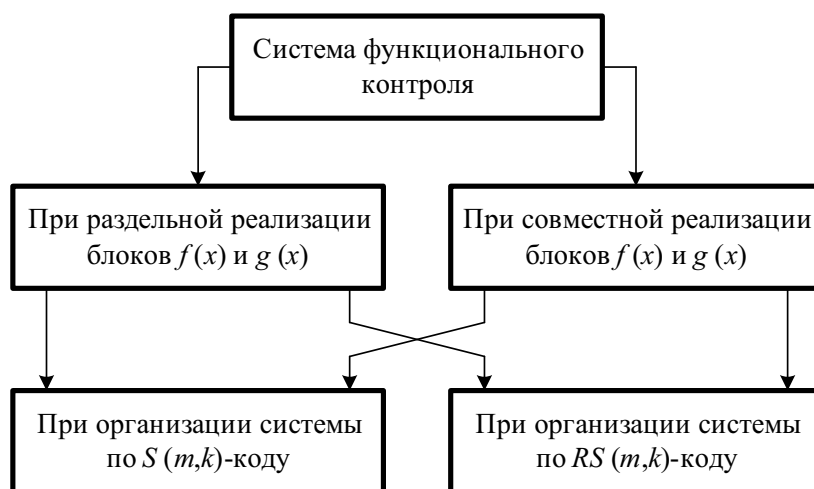 Система функционального
контроля
При раздельной реализации
блоков f (x) и g (x)
При совместной реализации
блоков f (x) и g (x)
При организации системы
по S (m,k)-коду
При организации системы
по RS (m,k)-коду